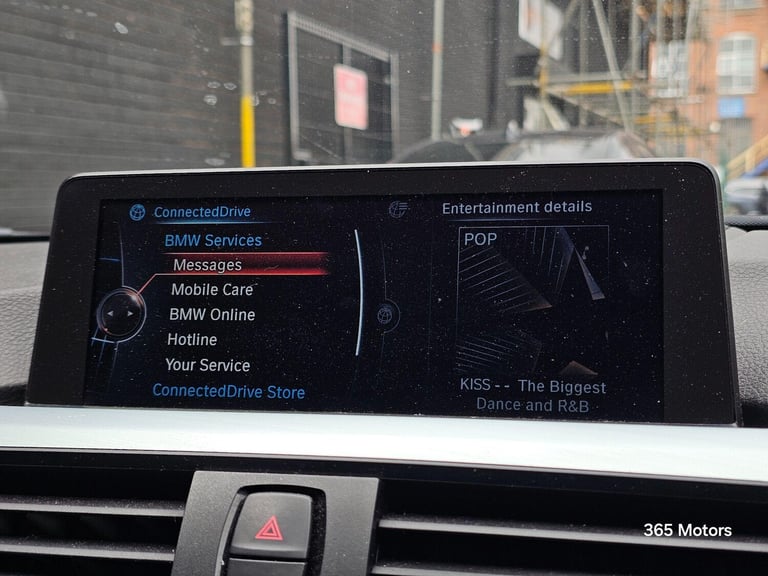 ConnectedDrive
BMW Services
Messages
Mobile Care
BMW Online
Hotline
Your Service
ConnectedDrive Store
Entertainment details
POP
KISS -- The Biggest
Dance and R&B
365 Motors